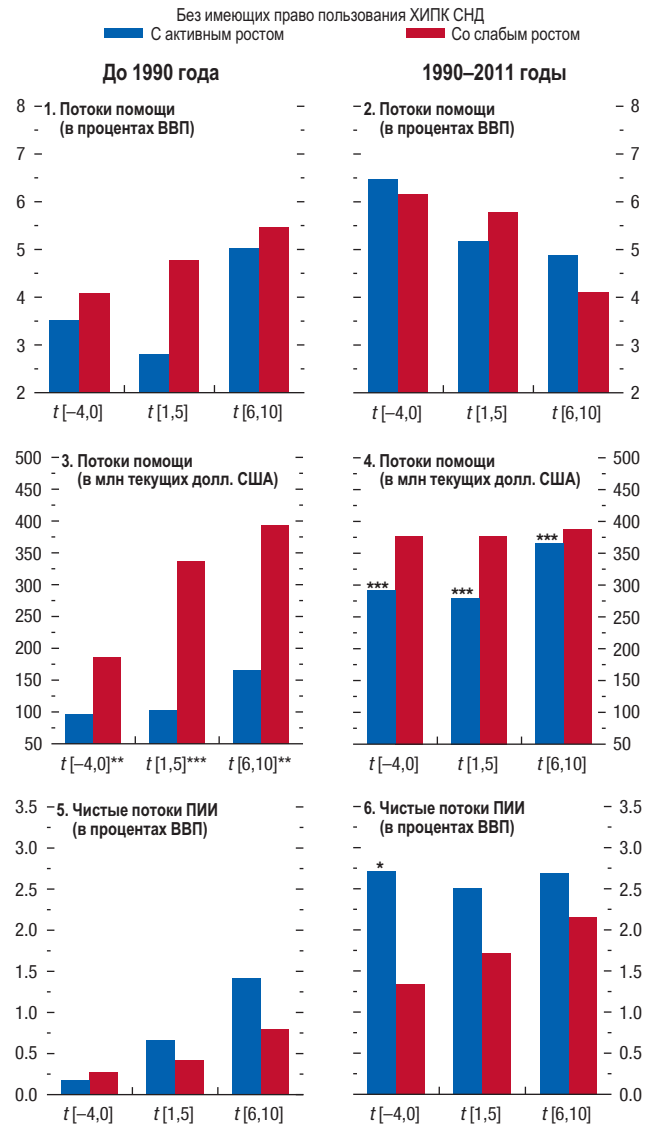 Без имеющих право пользования ХИПК СНД
С активным ростом
Со слабым ростом
До 1990 года
1990–2011 годы
1. Потоки помощи
(в процентах ВВП)
8
7
6
5
4
3
2
t [–4,0]
t [1,5]
t [6,10]
2. Потоки помощи
(в процентах ВВП)
8
7
6
5
4
3
2
t [–4,0]
t [1,5]
t [6,10]
3. Потоки помощи
(в млн текущих долл. США)
500
450
400
350
300
250
200
150
100
50
t [–4,0]**
t [1,5]***
t [6,10]**
4. Потоки помощи
(в млн текущих долл. США)
500
450
400
350
300
250
200
150
100
50
***
***
***
t [–4,0]
t [1,5]
t [6,10]
5. Чистые потоки ПИИ
(в процентах ВВП)
3.5
3.0
2.5
2.0
1.5
1.0
0.5
0.0
t [–4,0]
t [1,5]
t [6,10]
6. Чистые потоки ПИИ
(в процентах ВВП)
3.5
3.0
2.5
2.0
1.5
1.0
0.5
0.0
*
t [–4,0]
t [1,5]
t [6,10]